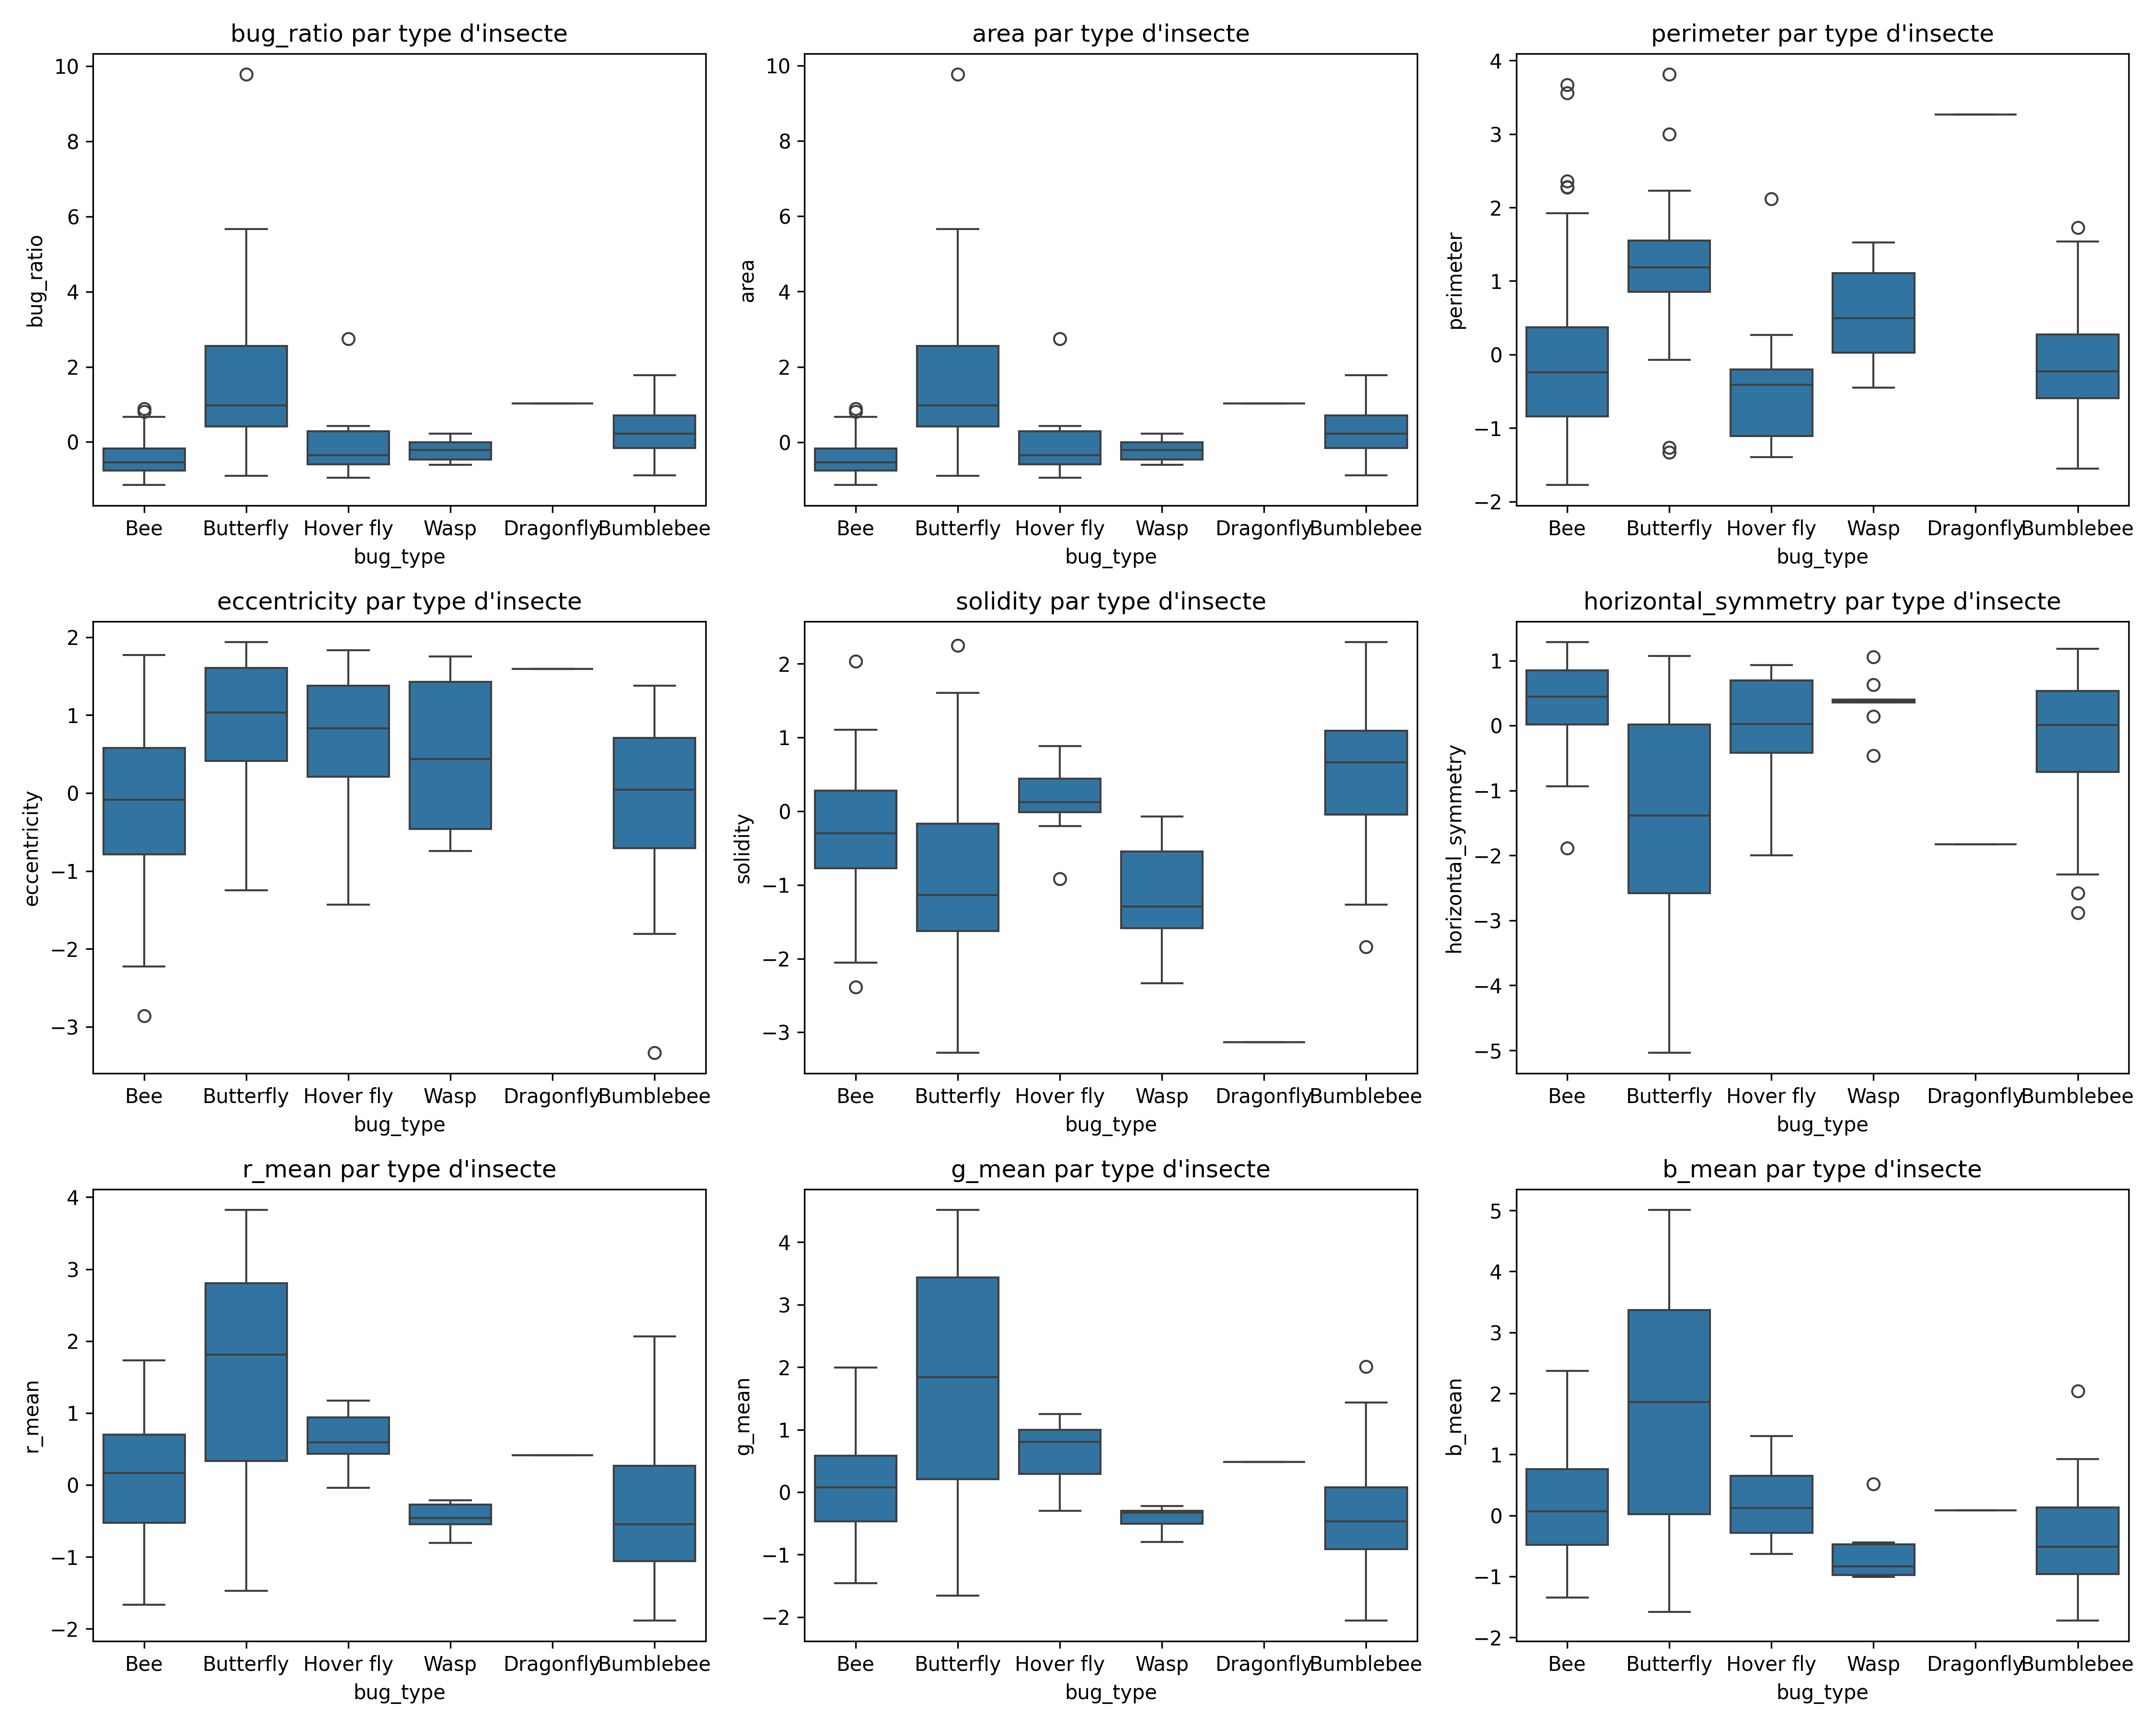 bug_ratio par type d'insecte
bug_ratio
10
8
6
4
2
0
Bee Butterfly Hover fly Wasp Dragonfly Bumblebee
bug_type
area par type d'insecte
area
10
8
6
4
2
0
Bee Butterfly Hover fly Wasp Dragonfly Bumblebee
bug_type
perimeter par type d'insecte
perimeter
4
3
2
1
0
−1
−2
Bee Butterfly Hover fly Wasp Dragonfly Bumblebee
bug_type
eccentricity par type d'insecte
eccentricity
2
1
0
−1
−2
−3
Bee Butterfly Hover fly Wasp Dragonfly Bumblebee
bug_type
solidity par type d'insecte
solidity
2
1
0
−1
−2
−3
Bee Butterfly Hover fly Wasp Dragonfly Bumblebee
bug_type
horizontal_symmetry par type d'insecte
horizontal_symmetry
1
0
−1
−2
−3
−4
−5
Bee Butterfly Hover fly Wasp Dragonfly Bumblebee
bug_type
r_mean par type d'insecte
r_mean
4
3
2
1
0
−1
−2
Bee Butterfly Hover fly Wasp Dragonfly Bumblebee
bug_type
g_mean par type d'insecte
g_mean
4
3
2
1
0
−1
−2
Bee Butterfly Hover fly Wasp Dragonfly Bumblebee
bug_type
b_mean par type d'insecte
b_mean
5
4
3
2
1
0
−1
−2
Bee Butterfly Hover fly Wasp Dragonfly Bumblebee
bug_type